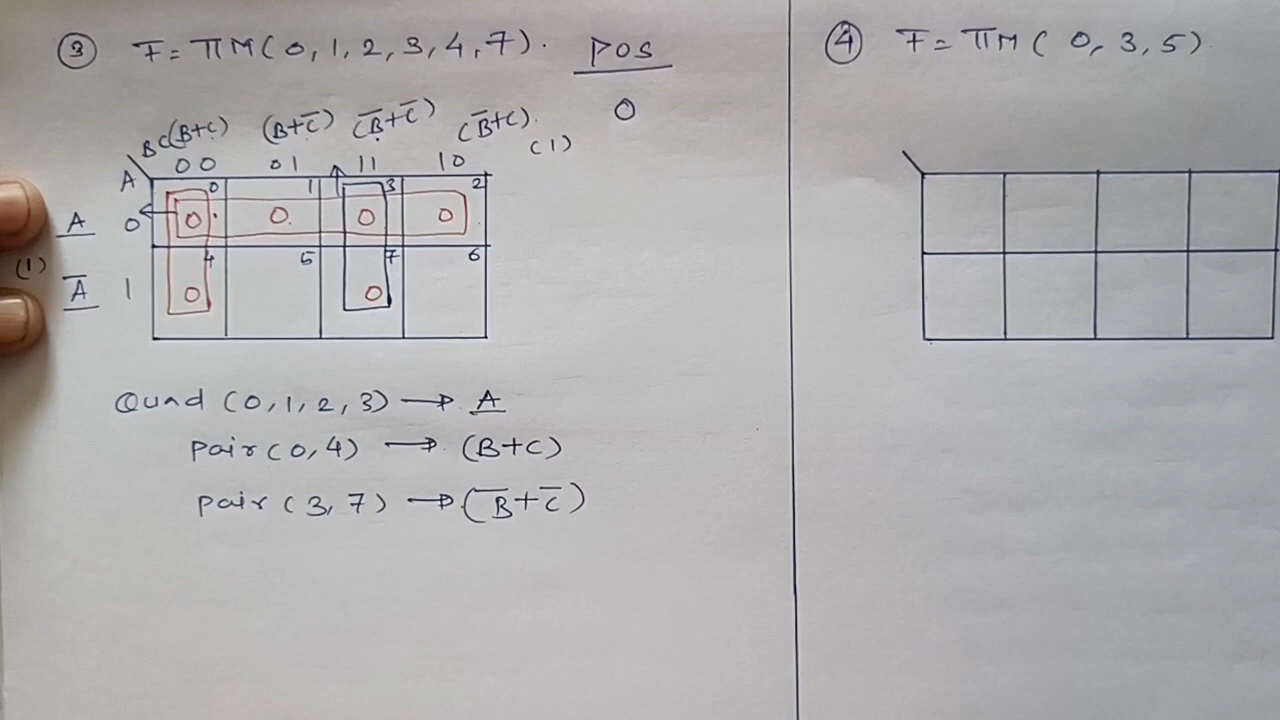 ③ F = πM(0, 1, 2, 3, 4, 7). POS
0
BC (B+C) (B+C̅) (B̅+C̅) (B̅+C).
00 01 11 10 (1)
A
0 1 3 2
A 0 0 0 0 0
(1)
4 5 7 6
A̅ 1 0 0
Quad (0, 1, 2, 3) → A
Pair (0, 4) → (B+C)
Pair (3, 7) → (B̅+C̅)
④ F = πM( 0, 3, 5)